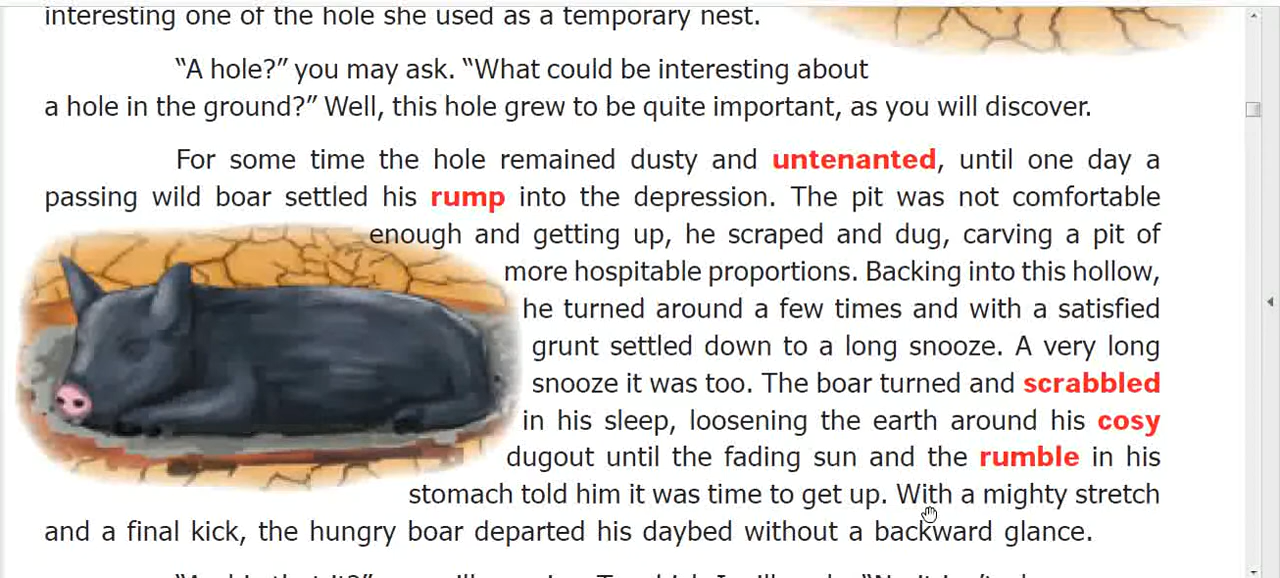 interesting one of the hole she used as a temporary nest.
“A hole?” you may ask. “What could be interesting about
a hole in the ground?” Well, this hole grew to be quite important, as you will discover.
For some time the hole remained dusty and untenanted, until one day a
passing wild boar settled his rump into the depression. The pit was not comfortable
enough and getting up, he scraped and dug, carving a pit of
more hospitable proportions. Backing into this hollow,
he turned around a few times and with a satisfied
grunt settled down to a long snooze. A very long
snooze it was too. The boar turned and scrabbled
in his sleep, loosening the earth around his cosy
dugout until the fading sun and the rumble in his
stomach told him it was time to get up. With a mighty stretch
and a final kick, the hungry boar departed his daybed without a backward glance.